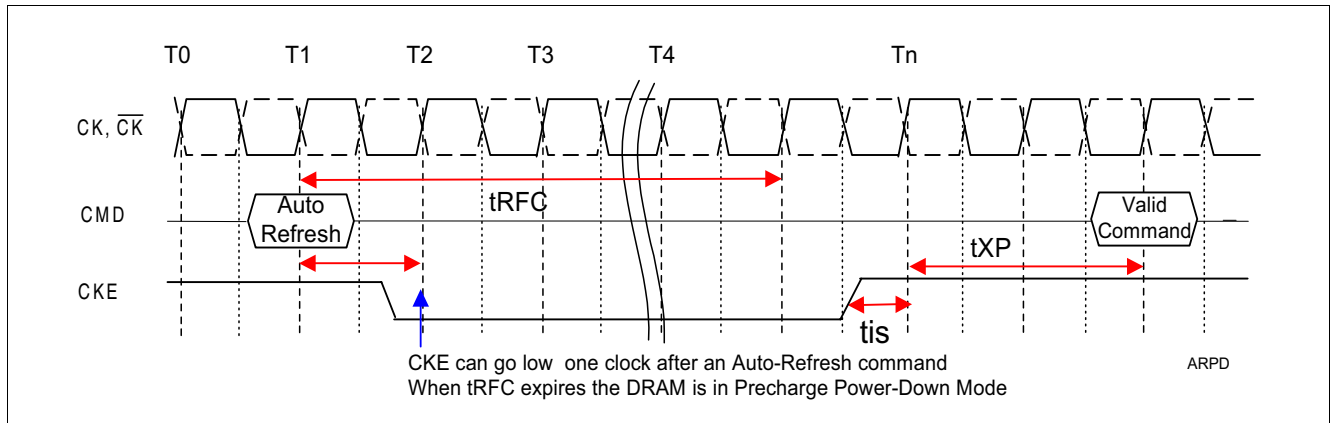 T0 T1 T2 T3 T4 Tn
CK, C̅K̅
CMD
Auto
Refresh
tRFC
Valid
Command
tXP
CKE
tis
CKE can go low one clock after an Auto-Refresh command
When tRFC expires the DRAM is in Precharge Power-Down Mode
ARPD